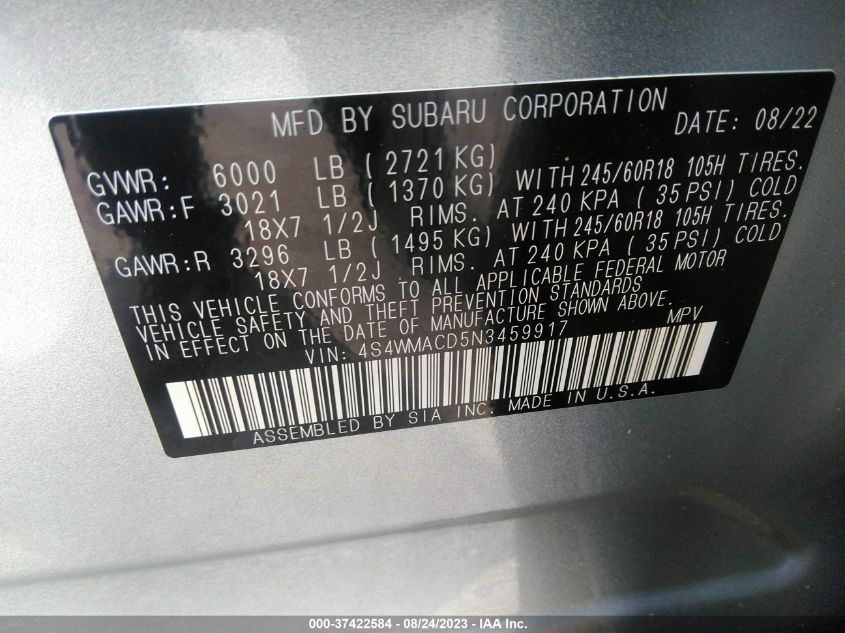 MFD BY SUBARU CORPORATION DATE: 08/22
GVWR: 6000 LB ( 2721 KG)
GAWR:F 3021 LB ( 1370 KG) WITH 245/60R18 105H TIRES.
18X7 1/2J RIMS. AT 240 KPA ( 35 PSI) COLD
GAWR:R 3296 LB ( 1495 KG) WITH 245/60R18 105H TIRES.
18X7 1/2J RIMS. AT 240 KPA ( 35 PSI) COLD
THIS VEHICLE CONFORMS TO ALL APPLICABLE FEDERAL MOTOR
VEHICLE SAFETY AND THEFT PREVENTION STANDARDS
IN EFFECT ON THE DATE OF MANUFACTURE SHOWN ABOVE.
VIN: 4S4WMACD5N3459917 MPV
ASSEMBLED BY SIA INC. MADE IN U.S.A.
000-37422584 - 08/24/2023 - IAA Inc.